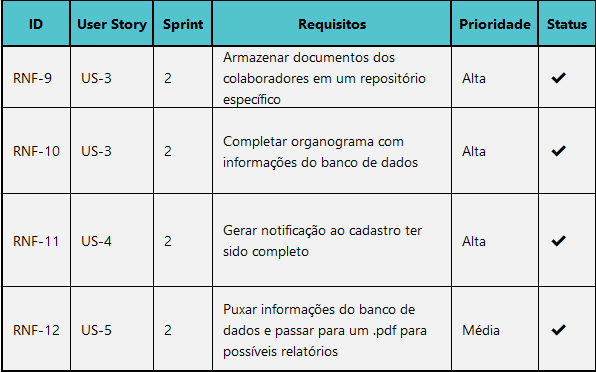 ID User Story Sprint Requisitos Prioridade Status
Armazenar documentos dos
RNF-9 US-3 2 colaboradores em um repositório Alta ✔
específico
Completar organograma com
RNF-10 US-3 2 informações do banco de dados Alta ✔
Gerar notificação ao cadastro ter
RNF-11 US-4 2 sido completo Alta ✔
Puxar informações do banco de
RNF-12 US-5 2 dados e passar para um .pdf para Média ✔
possíveis relatórios